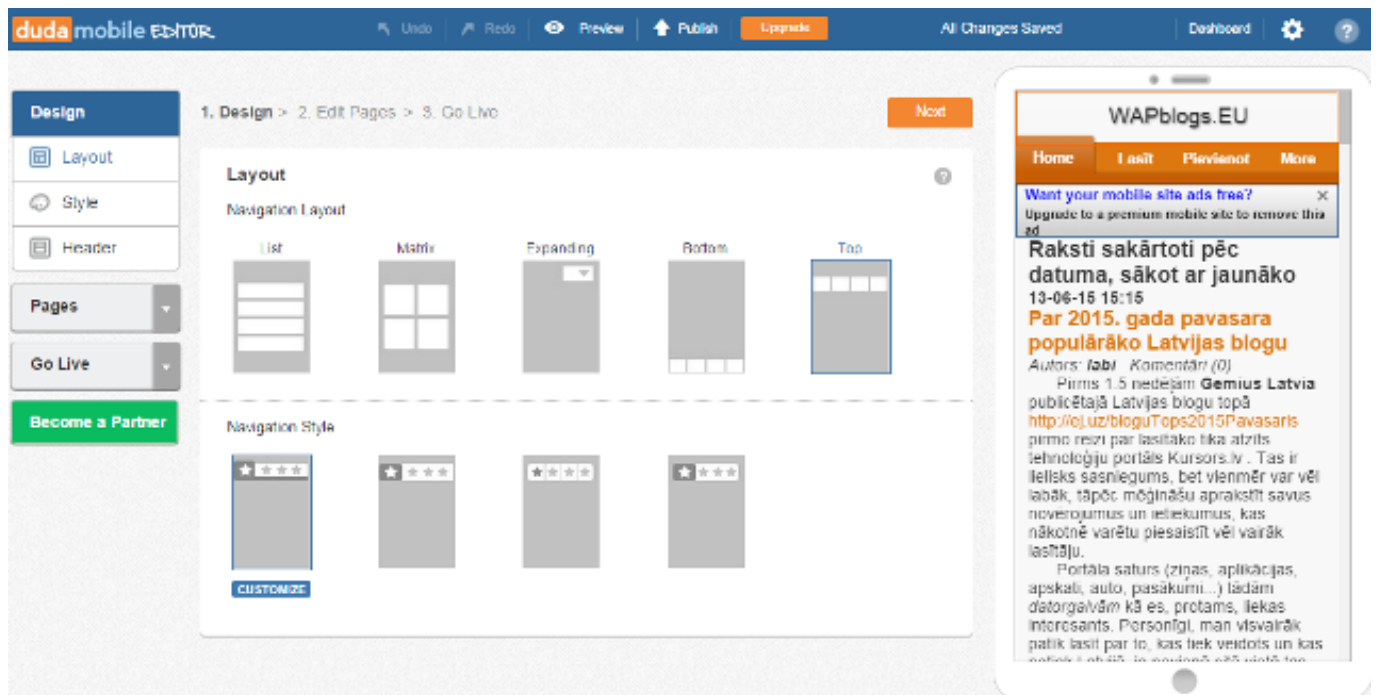 duda mobile EDITOR
Undo Redo Preview Publish Upgrade All Changes Saved Dashboard ?
Design
Layout
Style
Header
Pages
Go Live
Become a Partner
1. Design > 2. Edit Pages > 3. Go Live
Next
Layout ?
Navigation Layout
List Matrix Expanding Bottom Top
Navigation Style
CUSTOMIZE
WAPblogs.EU
Home Lasīt Pievienot More
Want your mobile site ads free? ×
Upgrade to a premium mobile site to remove this
ad
Raksti sakārtoti pēc
datuma, sākot ar jaunāko
13-06-15 15:15
Par 2015. gada pavasara
populārāko Latvijas blogu
Autors: labi Komentāri (0)
Pirms 1.5 nedēļām Gemius Latvia
publicētajā Latvijas blogu topā
http://ej.uz/bloguTops2015Pavasaris
pirmo reizi par lasītāko tika atzīts
tehnoloģiju portāls Kursors.lv . Tas ir
lielisks sasniegums, bet vienmēr var vēl
labāk, tāpēc mēģināšu aprakstīt savus
novērojumus un ieteikumus, kas
nākotnē varētu piesaistīt vēl vairāk
lasītāju.
Portāla saturs (ziņas, aplikācijas,
apskati, auto, pasākumi...) tādām
datorgalvām kā es, protams, liekas
interesants. Personīgi, man visvairāk
patīk lasīt par to, kas tiek veidots un kas